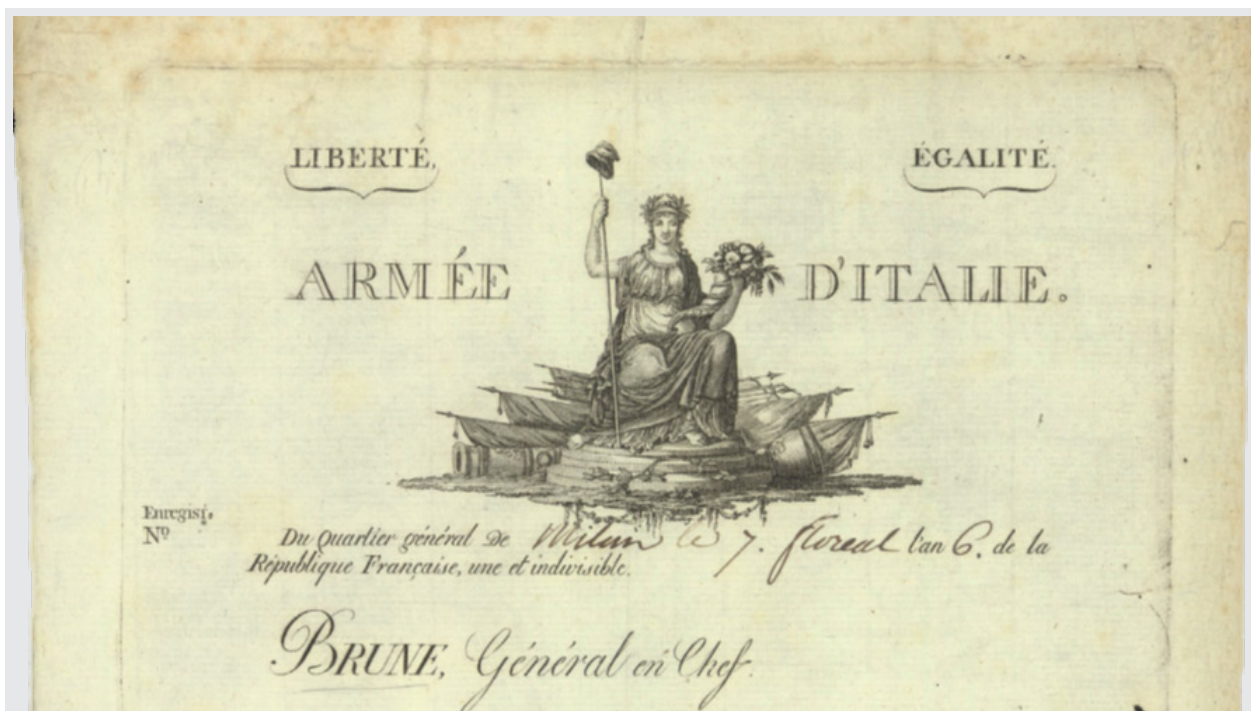 LIBERTÉ, ÉGALITÉ.
ARMÉE D'ITALIE.
Enregist.
Nº
Du Quartier général de Milan le 7. floreal l'an 6. de la
République Française, une et indivisible.
BRUNE, Général en Chef.